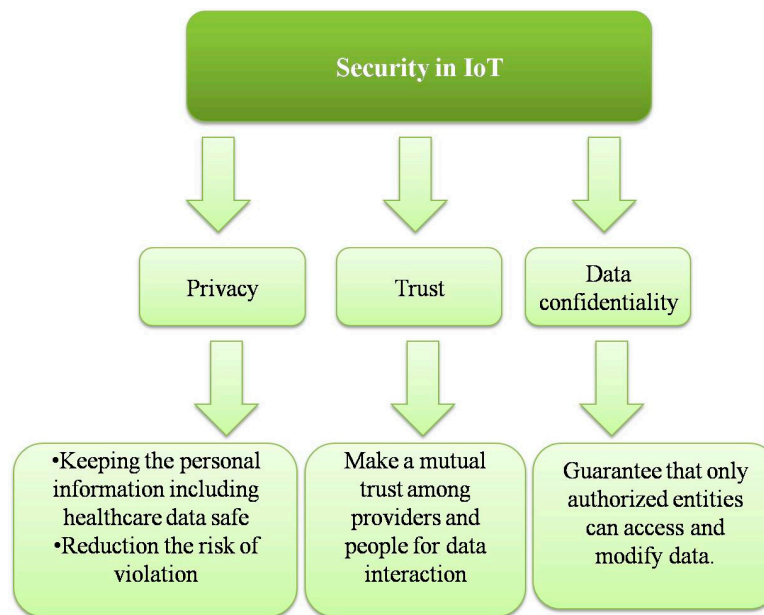 Security in IoT
Privacy
Trust
Data
confidentiality
•Keeping the personal
information including
healthcare data safe
•Reduction the risk of
violation
Make a mutual
trust among
providers and
people for data
interaction
Guarantee that only
authorized entities
can access and
modify data.